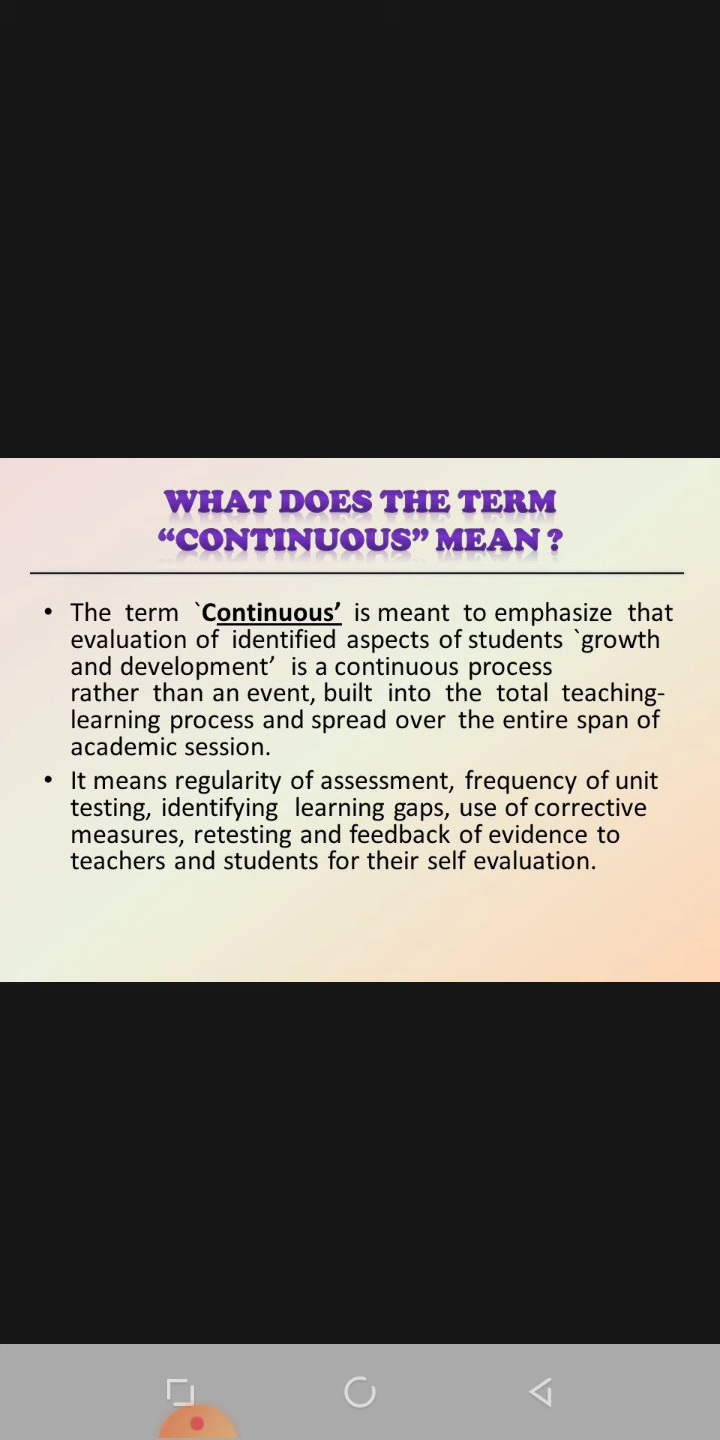 WHAT DOES THE TERM
“CONTINUOUS” MEAN ?
• The term `Continuous’ is meant to emphasize that
evaluation of identified aspects of students `growth
and development’ is a continuous process
rather than an event, built into the total teaching-
learning process and spread over the entire span of
academic session.
• It means regularity of assessment, frequency of unit
testing, identifying learning gaps, use of corrective
measures, retesting and feedback of evidence to
teachers and students for their self evaluation.